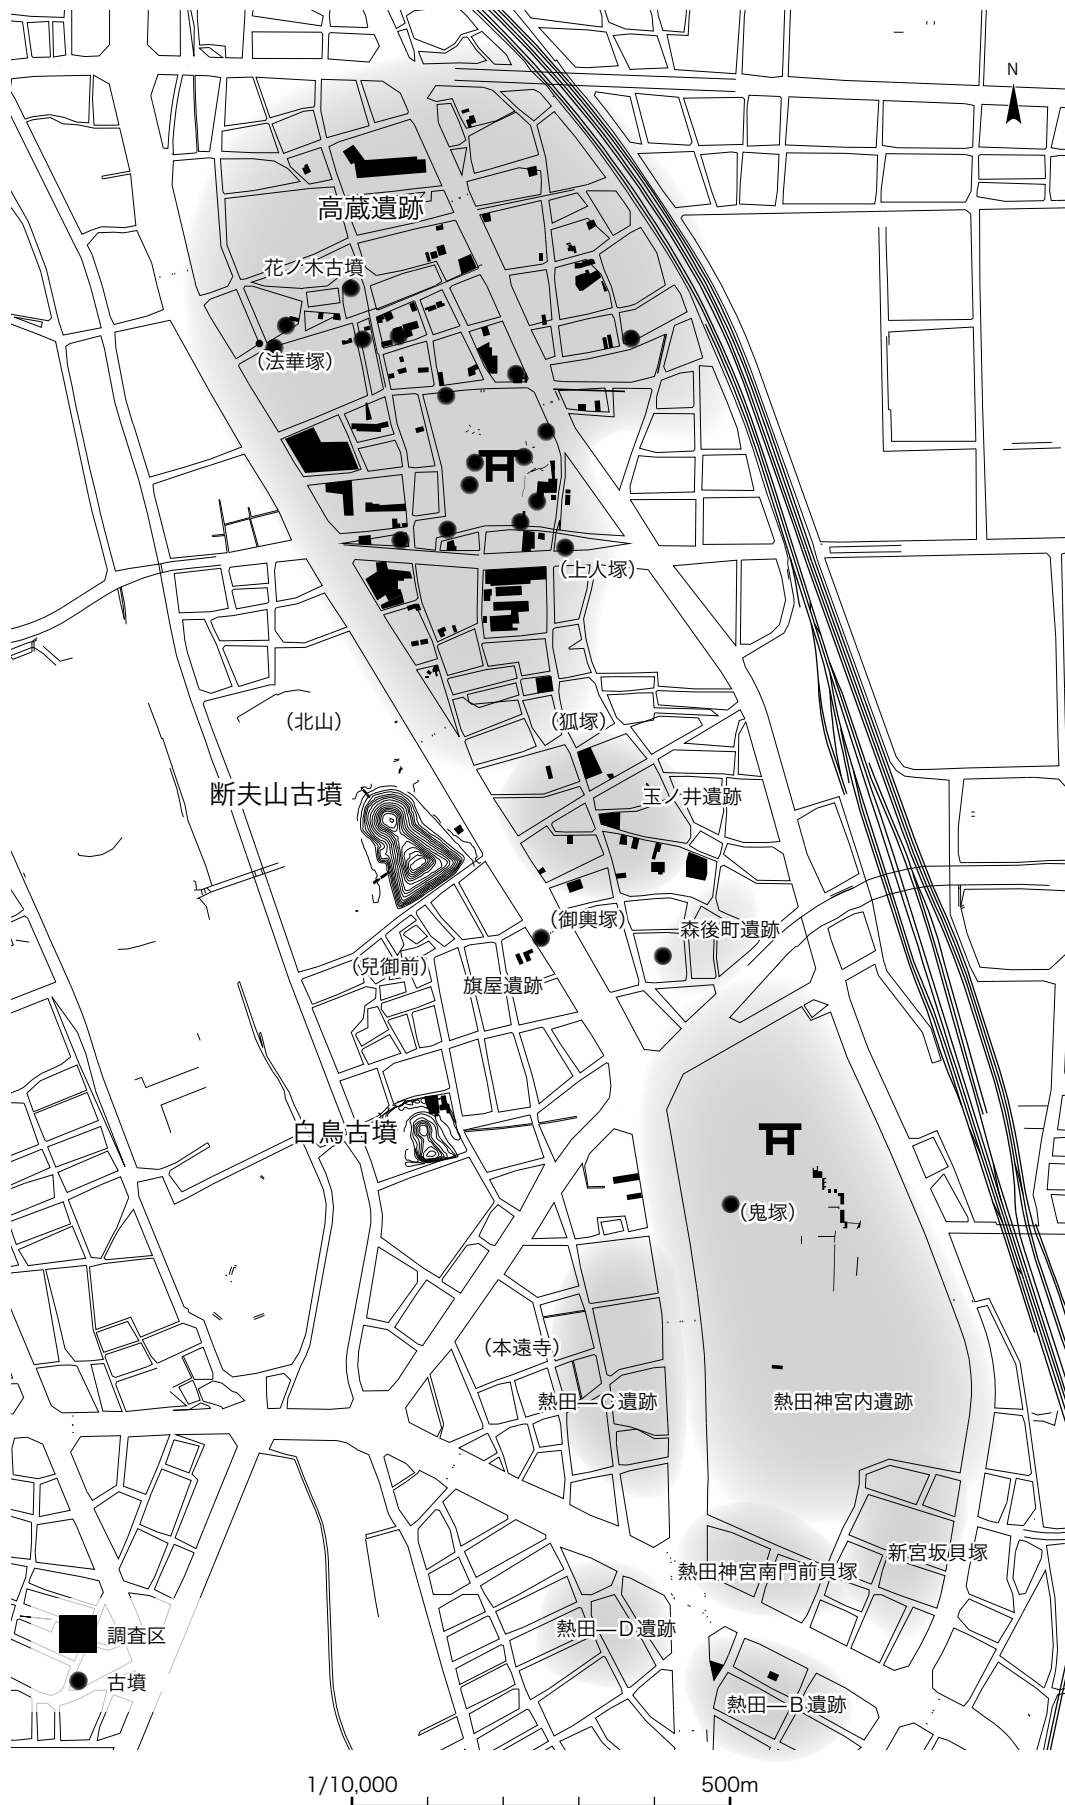 N
高蔵遺跡
花ノ木古墳
（法華塚）
（上人塚）
（北山）
（狐塚）
断夫山古墳
玉ノ井遺跡
（御輿塚）
森後町遺跡
（兒御前）
旗屋遺跡
白鳥古墳
（鬼塚）
（本遠寺）
熱田—C遺跡
熱田神宮内遺跡
新宮坂貝塚
熱田神宮南門前貝塚
熱田—D遺跡
調査区
古墳
熱田—B遺跡
1/10,000
500m